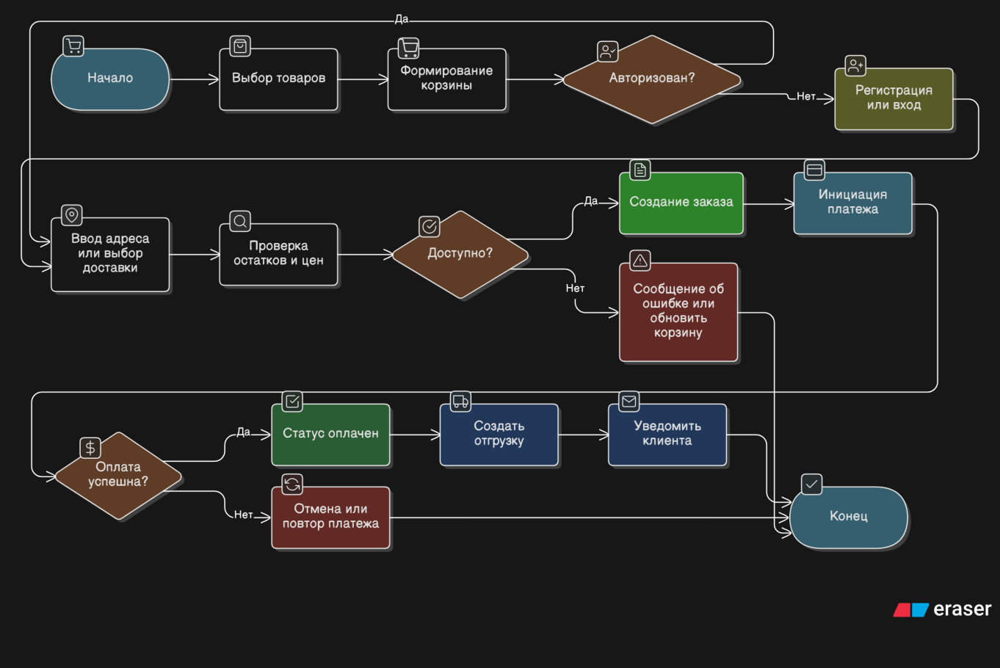 Да
Начало
Выбор товаров
Формирование
корзины
Авторизован?
Нет
Регистрация
или вход
Ввод адреса
или выбор
доставки
Проверка
остатков и цен
Доступно?
Да
Создание заказа
Инициация
платежа
Нет
Сообщение об
ошибке или
обновить
корзину
Оплата
успешна?
Да
Статус оплачен
Создать
отгрузку
Уведомить
клиента
Нет
Отмена или
повтор платежа
Конец
eraser